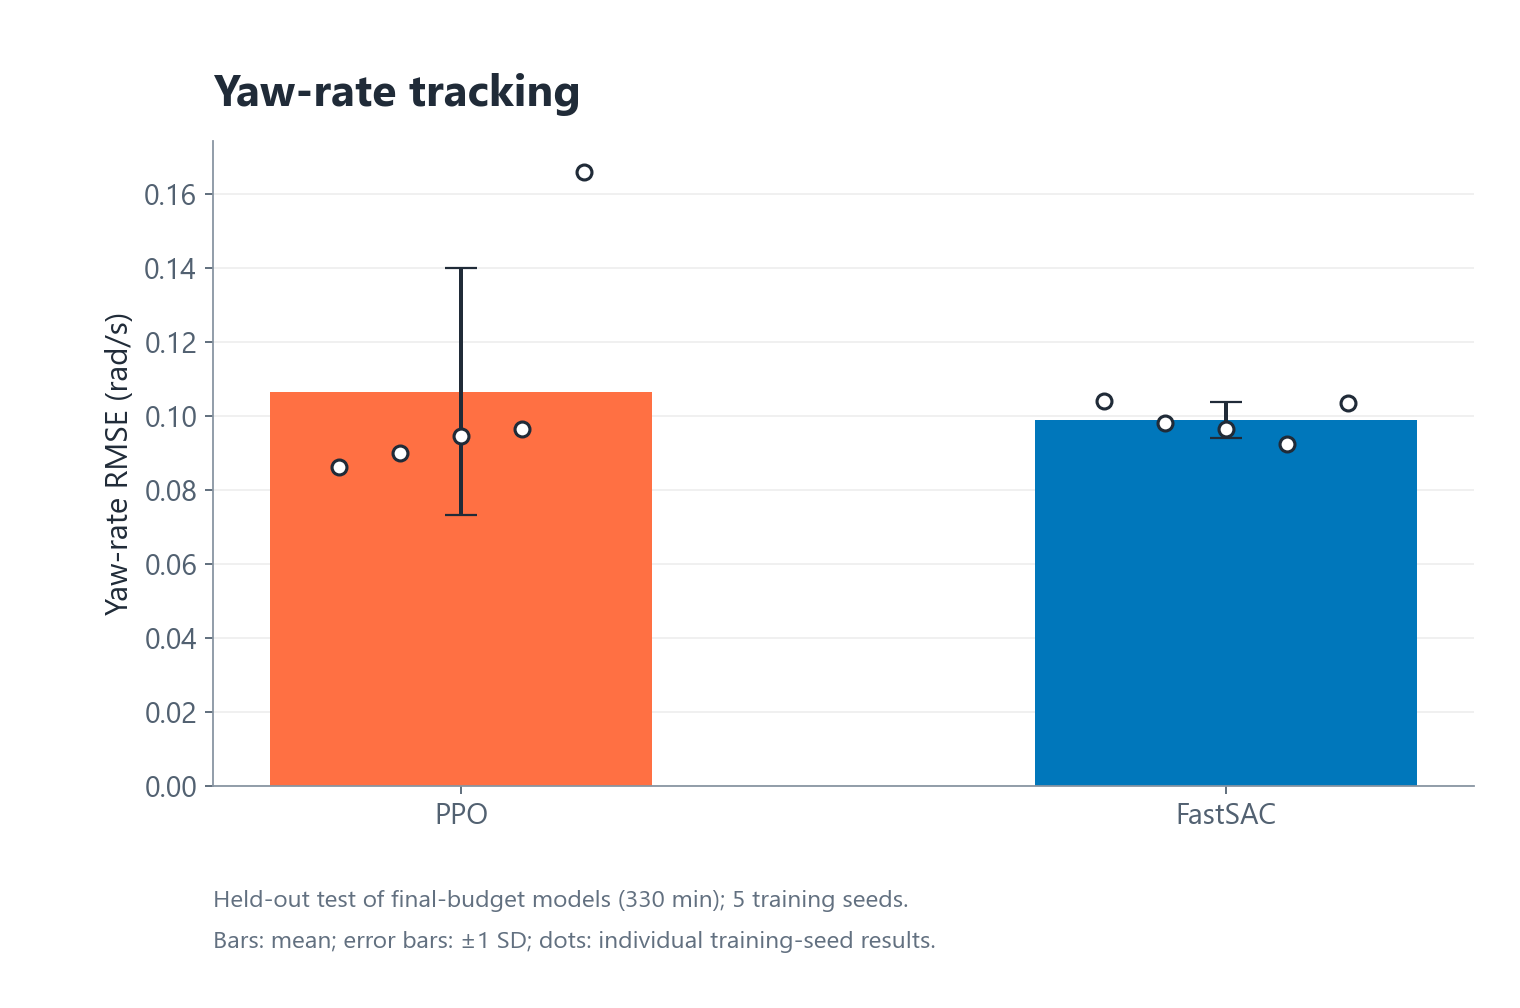 Yaw-rate tracking
Yaw-rate RMSE (rad/s)
0.16
0.14
0.12
0.10
0.08
0.06
0.04
0.02
0.00
PPO
FastSAC
Held-out test of final-budget models (330 min); 5 training seeds.
Bars: mean; error bars: ±1 SD; dots: individual training-seed results.